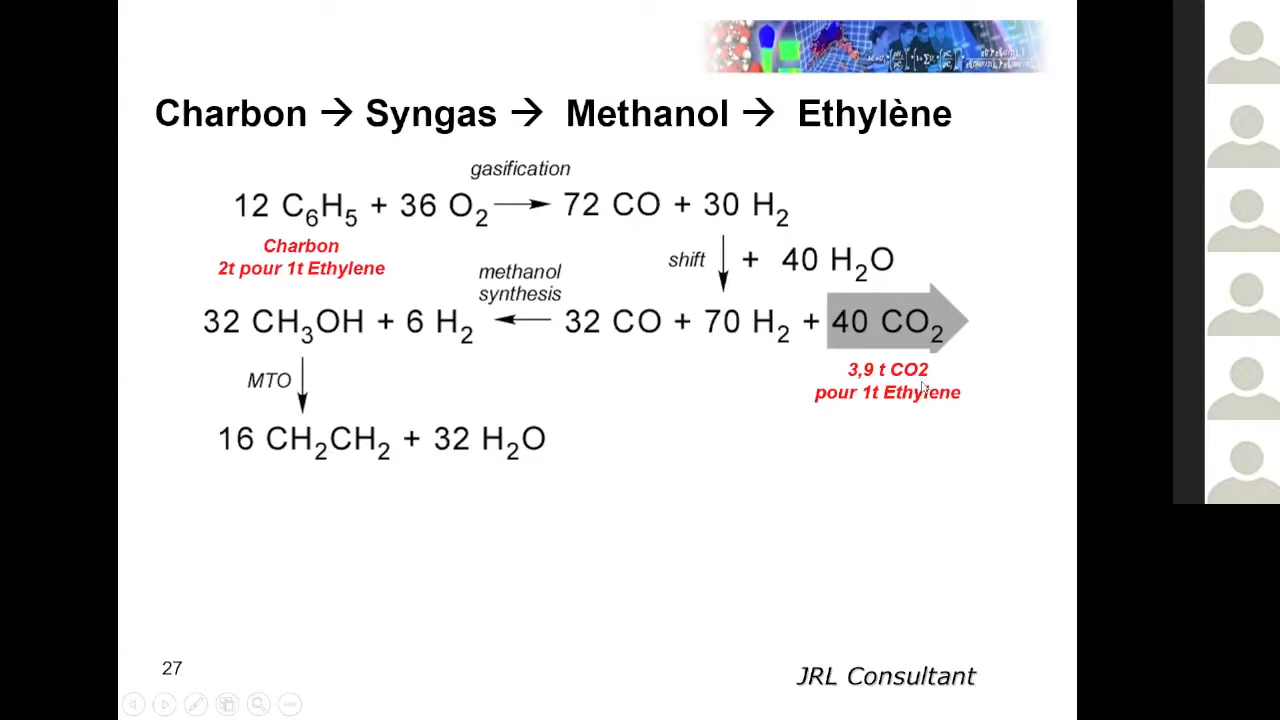 Charbon → Syngas → Methanol → Ethylène
gasification
12 C6H5 + 36 O2 → 72 CO + 30 H2
Charbon
2t pour 1t Ethylene
shift + 40 H2O
methanol
synthesis
32 CH3OH + 6 H2 ← 32 CO + 70 H2 + 40 CO2
3,9 t CO2
pour 1t Ethylene
MTO
16 CH2CH2 + 32 H2O
27
JRL Consultant